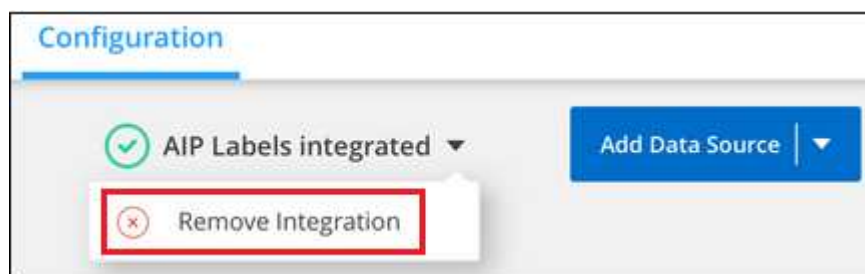 Configuration
AIP Labels integrated
Add Data Source
Remove Integration